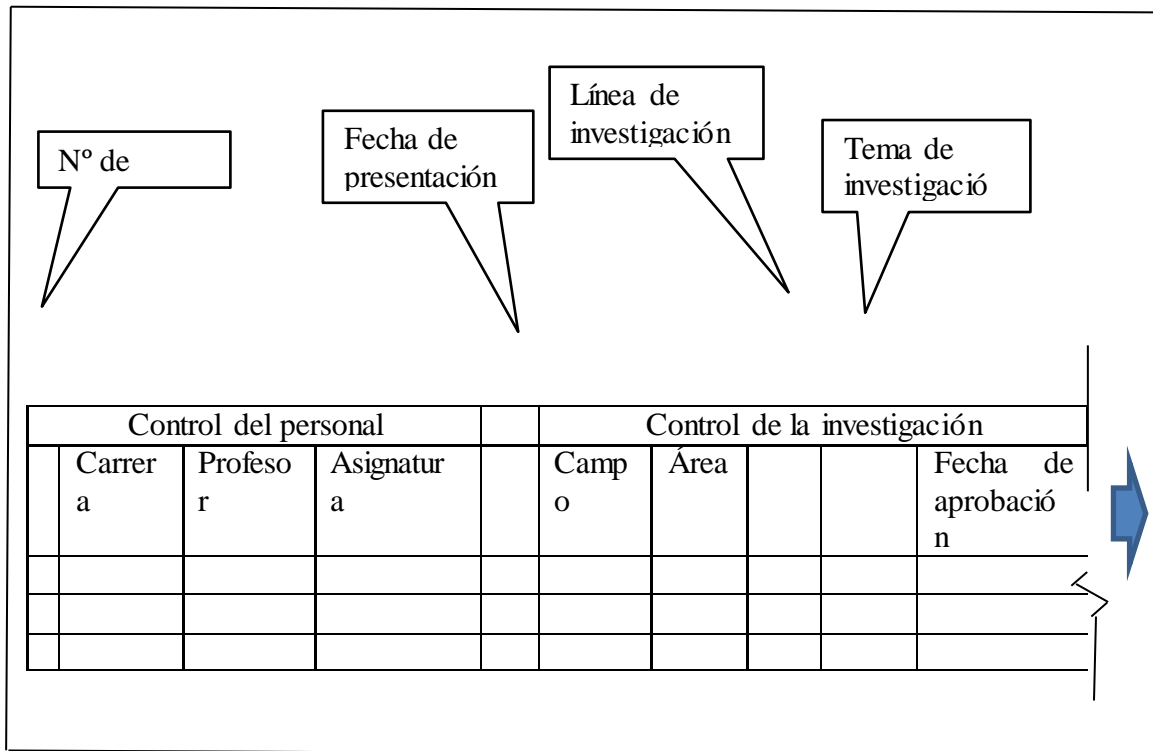 Nº de
Fecha de
presentación
Línea de
investigación
Tema de
investigació
Control del personal
Control de la investigación
Carrer
a
Profeso
r
Asignatur
a
Camp
o
Área
Fecha de
aprobació
n